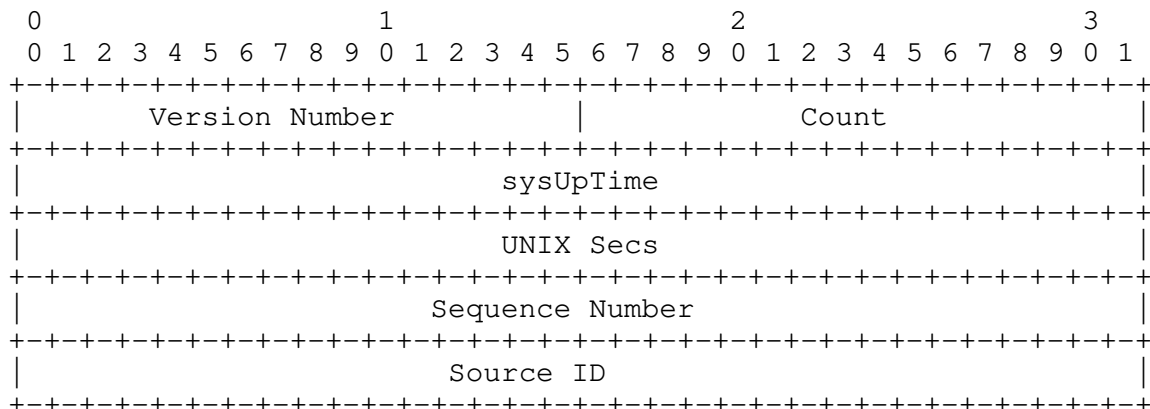 0                   1                   2                   3
0 1 2 3 4 5 6 7 8 9 0 1 2 3 4 5 6 7 8 9 0 1 2 3 4 5 6 7 8 9 0 1
+-+-+-+-+-+-+-+-+-+-+-+-+-+-+-+-+-+-+-+-+-+-+-+-+-+-+-+-+-+-+-+-+
|       Version Number          |            Count              |
+-+-+-+-+-+-+-+-+-+-+-+-+-+-+-+-+-+-+-+-+-+-+-+-+-+-+-+-+-+-+-+-+
|                           sysUpTime                           |
+-+-+-+-+-+-+-+-+-+-+-+-+-+-+-+-+-+-+-+-+-+-+-+-+-+-+-+-+-+-+-+-+
|                           UNIX Secs                           |
+-+-+-+-+-+-+-+-+-+-+-+-+-+-+-+-+-+-+-+-+-+-+-+-+-+-+-+-+-+-+-+-+
|                       Sequence Number                         |
+-+-+-+-+-+-+-+-+-+-+-+-+-+-+-+-+-+-+-+-+-+-+-+-+-+-+-+-+-+-+-+-+
|                        Source ID                              |
+-+-+-+-+-+-+-+-+-+-+-+-+-+-+-+-+-+-+-+-+-+-+-+-+-+-+-+-+-+-+-+-+